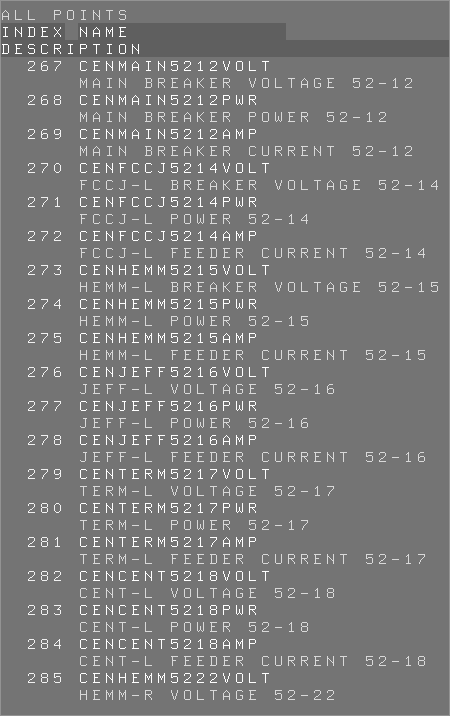 ALL POINTS
INDEX NAME
DESCRIPTION
267 CENMAIN5212VOLT
MAIN BREAKER VOLTAGE 52-12
268 CENMAIN5212PWR
MAIN BREAKER POWER 52-12
269 CENMAIN5212AMP
MAIN BREAKER CURRENT 52-12
270 CENFCCJ5214VOLT
FCCJ-L BREAKER VOLTAGE 52-14
271 CENFCCJ5214PWR
FCCJ-L POWER 52-14
272 CENFCCJ5214AMP
FCCJ-L FEEDER CURRENT 52-14
273 CENHEMM5215VOLT
HEMM-L BREAKER VOLTAGE 52-15
274 CENHEMM5215PWR
HEMM-L POWER 52-15
275 CENHEMM5215AMP
HEMM-L FEEDER CURRENT 52-15
276 CENJEFF5216VOLT
JEFF-L VOLTAGE 52-16
277 CENJEFF5216PWR
JEFF-L POWER 52-16
278 CENJEFF5216AMP
JEFF-L FEEDER CURRENT 52-16
279 CENTERM5217VOLT
TERM-L VOLTAGE 52-17
280 CENTERM5217PWR
TERM-L POWER 52-17
281 CENTERM5217AMP
TERM-L FEEDER CURRENT 52-17
282 CENCENT5218VOLT
CENT-L VOLTAGE 52-18
283 CENCENT5218PWR
CENT-L POWER 52-18
284 CENCENT5218AMP
CENT-L FEEDER CURRENT 52-18
285 CENHEMM5222VOLT
HEMM-R VOLTAGE 52-22